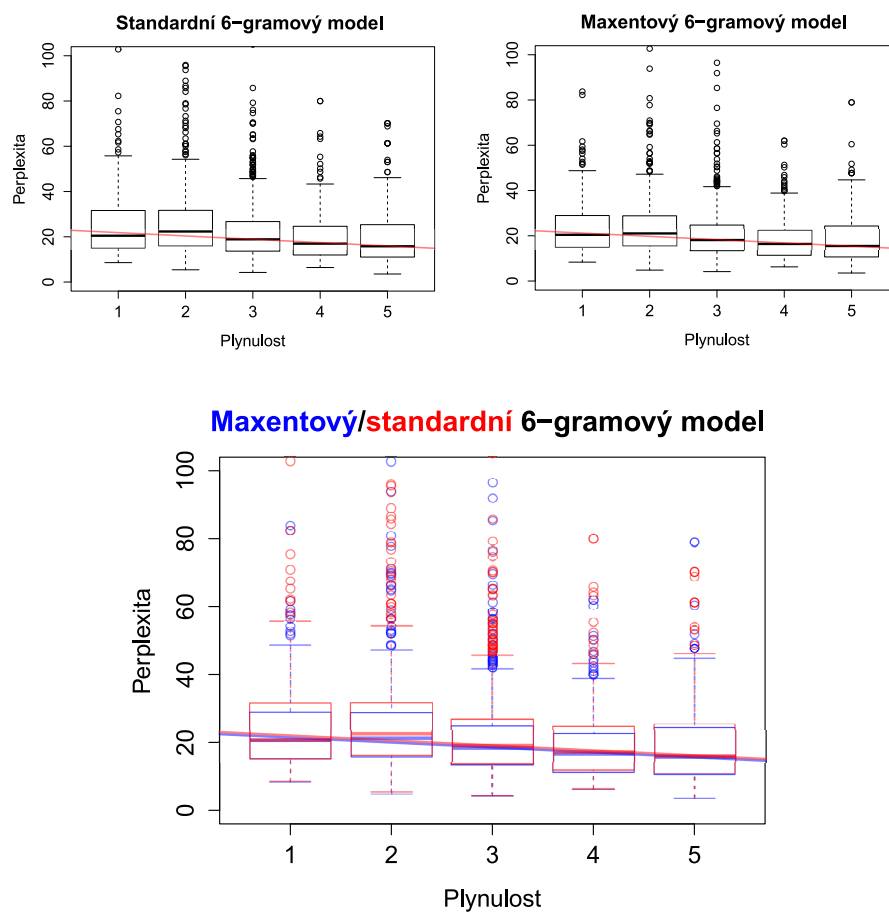 Standardní 6−gramový model
Perplexita
100
80
60
40
20
0
1 2 3 4 5
Plynulost
Maxentový 6−gramový model
Perplexita
100
80
60
40
20
0
1 2 3 4 5
Plynulost
Maxentový/standardní 6−gramový model
Perplexita
100
80
60
40
20
0
1 2 3 4 5
Plynulost